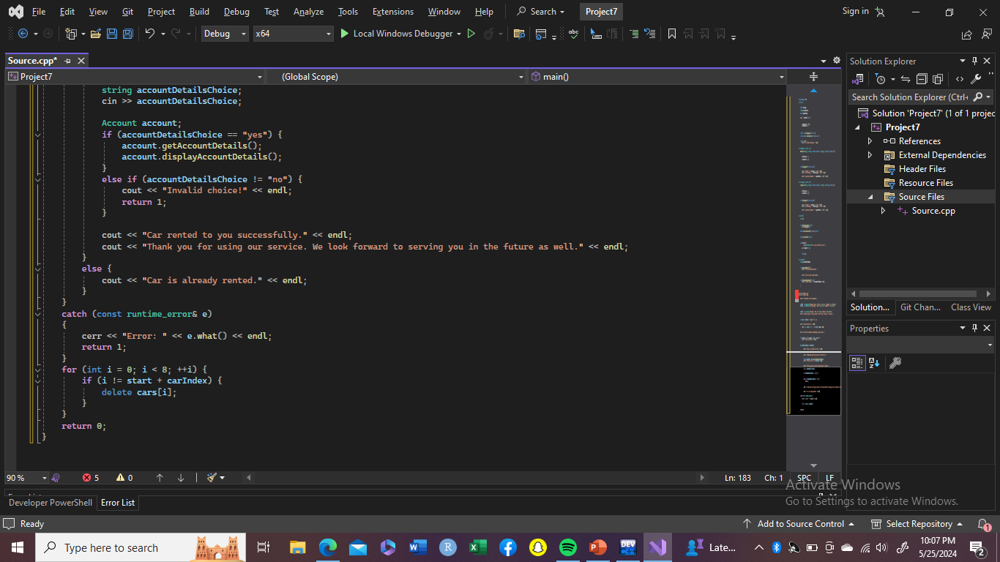 File Edit View Git Project Build Debug Test Analyze Tools Extensions Window Help Search Project7 Sign in
Debug x64 Local Windows Debugger
Source.cpp*
Project7 (Global Scope) main()
string accountDetailsChoice;
cin >> accountDetailsChoice;
Account account;
if (accountDetailsChoice == "yes") {
account.getAccountDetails();
account.displayAccountDetails();
}
else if (accountDetailsChoice != "no") {
cout << "Invalid choice!" << endl;
return 1;
}
cout << "Car rented to you successfully." << endl;
cout << "Thank you for using our service. We look forward to serving you in the future as well." << endl;
}
else {
cout << "Car is already rented." << endl;
}
}
catch (const runtime_error& e)
{
cerr << "Error: " << e.what() << endl;
return 1;
}
for (int i = 0; i < 8; ++i) {
if (i != start + carIndex) {
delete cars[i];
}
}
return 0;
}
90 % 5 0 Ln: 183 Ch: 1 SPC LF
Developer PowerShell Error List
Solution Explorer
Search Solution Explorer (Ctrl+
Solution 'Project7' (1 of 1 projec
Project7
References
External Dependencies
Header Files
Resource Files
Source Files
Source.cpp
Solution... Git Chan... Class View
Properties
Activate Windows
Go to Settings to activate Windows.
Ready Add to Source Control Select Repository 1
Type here to search DEV Late... 10:07 PM
5/25/2024 2